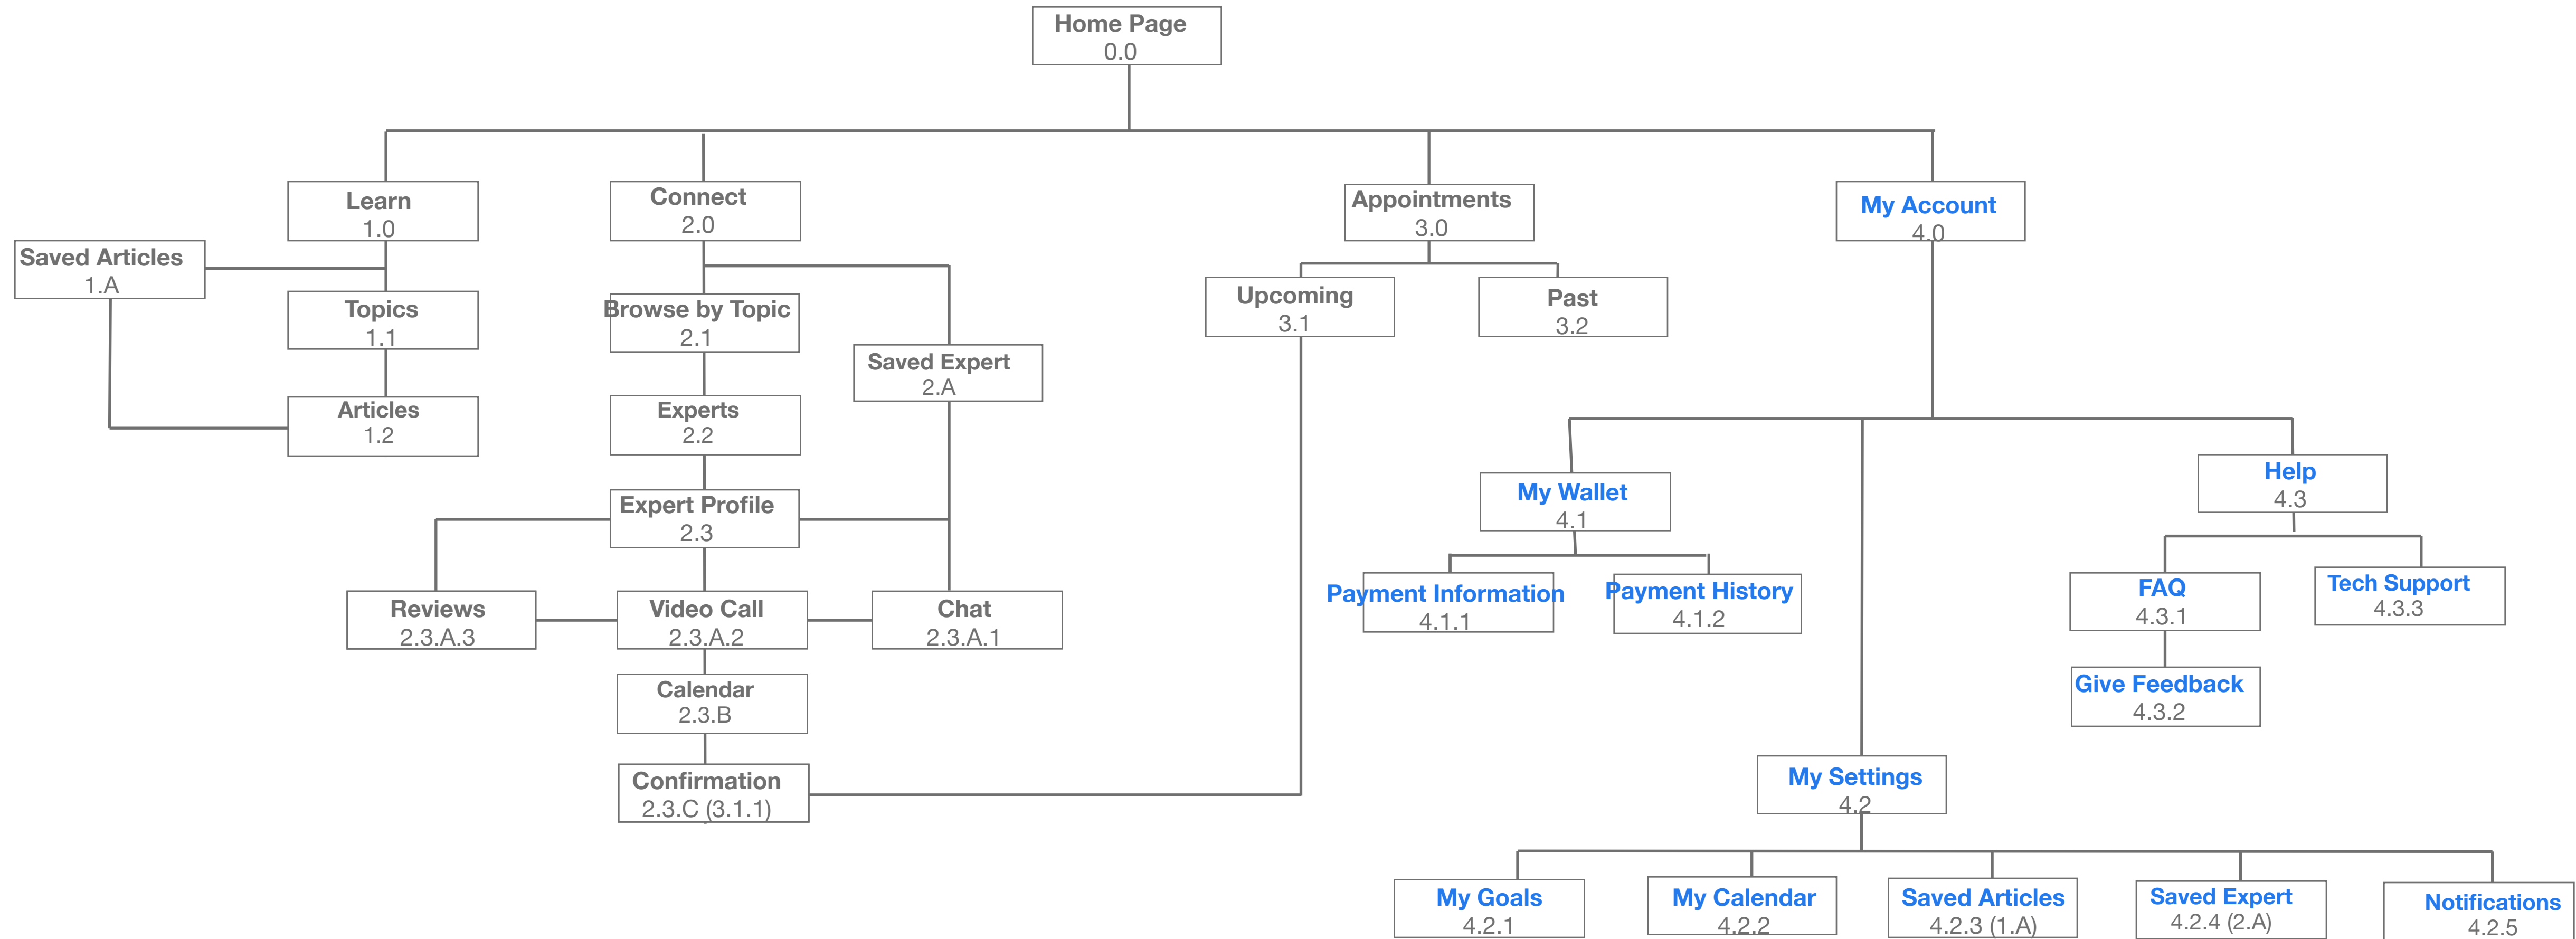 Home Page
0.0
Learn
1.0
Connect
2.0
Appointments
3.0
My Account
4.0
Saved Articles
1.A
Topics
1.1
Browse by Topic
2.1
Upcoming
3.1
Past
3.2
Saved Expert
2.A
Articles
1.2
Experts
2.2
Expert Profile
2.3
My Wallet
4.1
Help
4.3
Reviews
2.3.A.3
Video Call
2.3.A.2
Chat
2.3.A.1
Payment Information
4.1.1
Payment History
4.1.2
FAQ
4.3.1
Tech Support
4.3.3
Calendar
2.3.B
Give Feedback
4.3.2
Confirmation
2.3.C (3.1.1)
My Settings
4.2
My Goals
4.2.1
My Calendar
4.2.2
Saved Articles
4.2.3 (1.A)
Saved Expert
4.2.4 (2.A)
Notifications
4.2.5